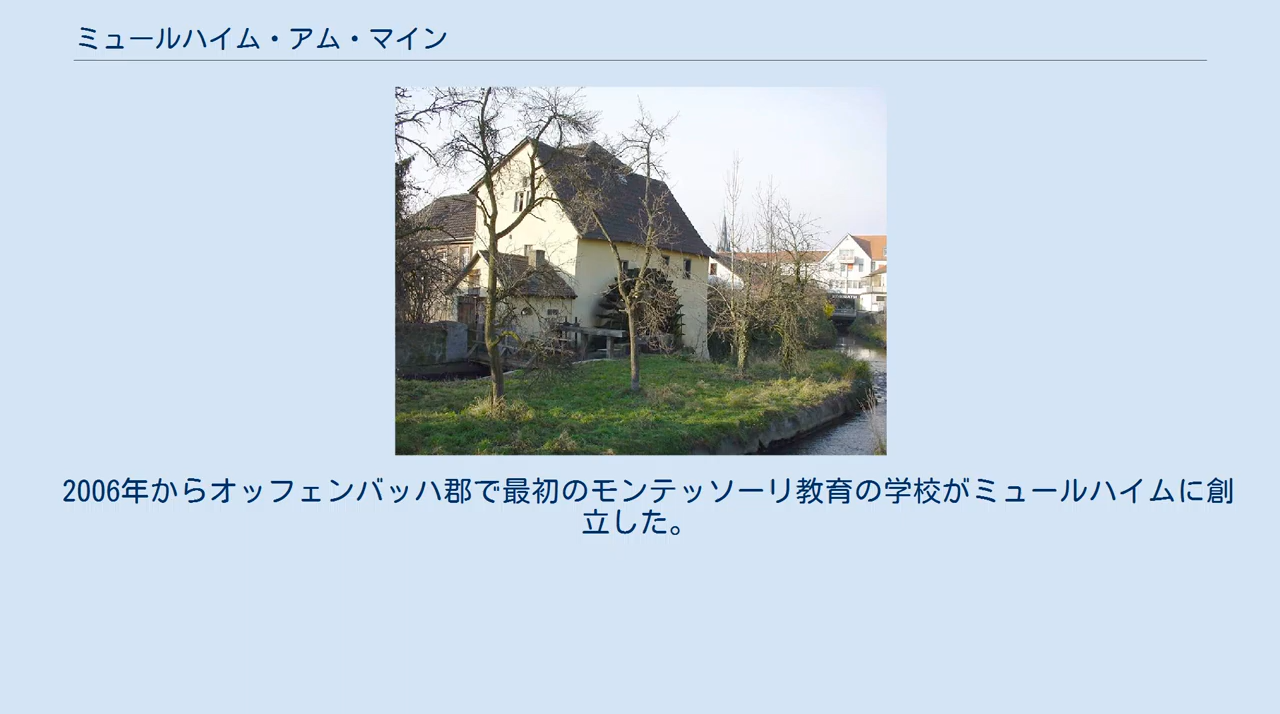 ミュールハイム・アム・マイン
2006年からオッフェンバッハ郡で最初のモンテッソーリ教育の学校がミュールハイムに創
立した。